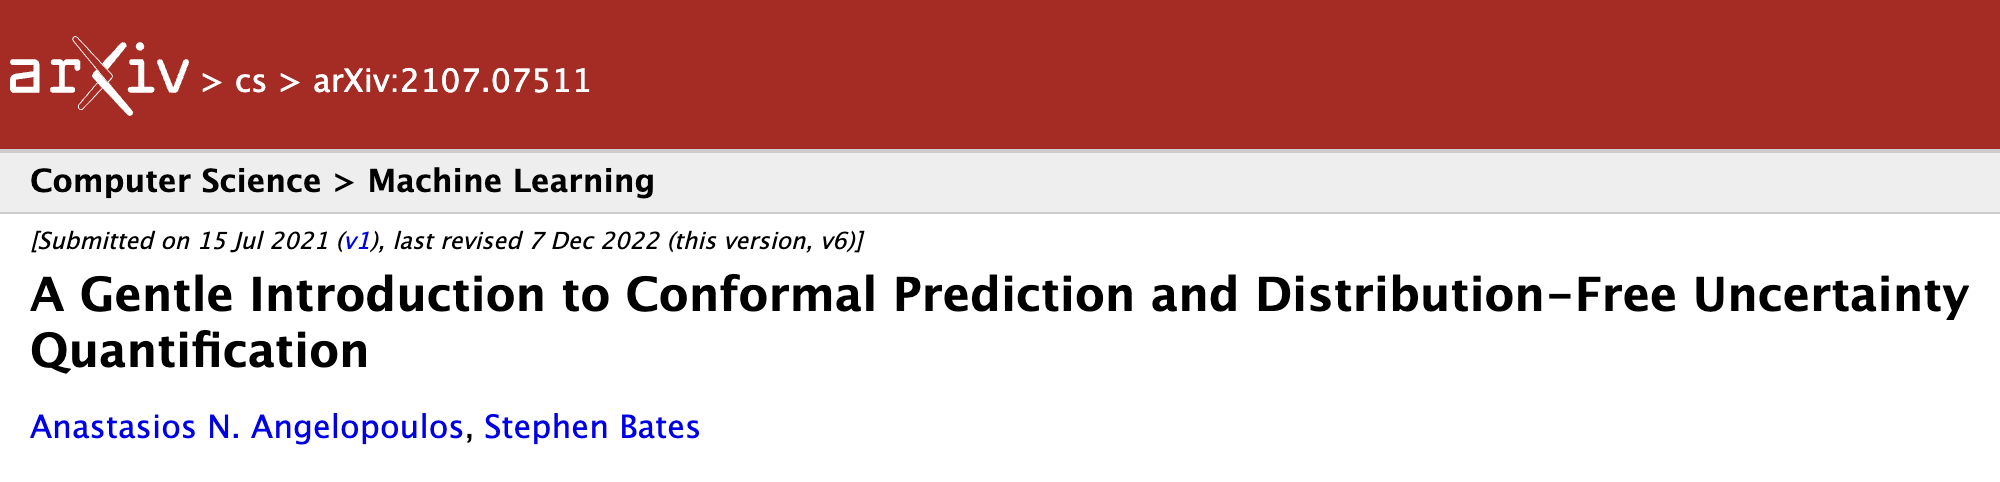 arXiv > cs > arXiv:2107.07511
Computer Science > Machine Learning
[Submitted on 15 Jul 2021 (v1), last revised 7 Dec 2022 (this version, v6)]
A Gentle Introduction to Conformal Prediction and Distribution-Free Uncertainty
Quantification
Anastasios N. Angelopoulos, Stephen Bates